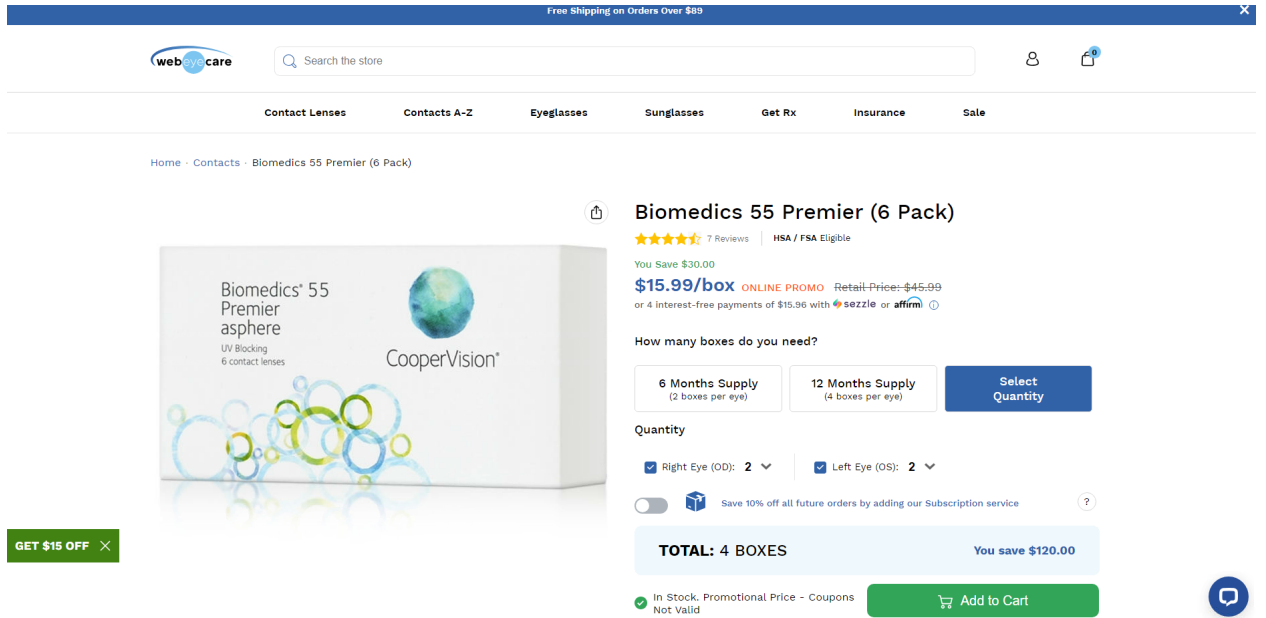 Free Shipping on Orders Over $89
webeyecare
Search the store
0
Contact Lenses Contacts A-Z Eyeglasses Sunglasses Get Rx Insurance Sale
Home · Contacts · Biomedics 55 Premier (6 Pack)
Biomedics® 55
Premier
asphere
UV Blocking
6 contact lenses
CooperVision®
Biomedics 55 Premier (6 Pack)
7 Reviews HSA / FSA Eligible
You Save $30.00
$15.99/box ONLINE PROMO Retail Price: $45.99
or 4 interest-free payments of $15.96 with sezzle or affirm
How many boxes do you need?
6 Months Supply
(2 boxes per eye)
12 Months Supply
(4 boxes per eye)
Select
Quantity
Quantity
Right Eye (OD): 2 Left Eye (OS): 2
Save 10% off all future orders by adding our Subscription service ?
TOTAL: 4 BOXES You save $120.00
GET $15 OFF
In Stock. Promotional Price - Coupons
Not Valid
Add to Cart